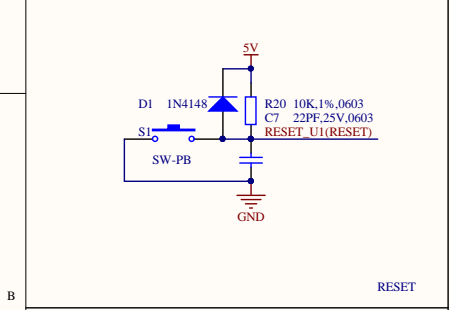 5V
D1 1N4148
R20 10K,1%,0603
C7 22PF,25V,0603
S1
RESET_U1(RESET)
SW-PB
GND
RESET
B